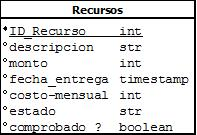 Recursos
*ID_Recurso int
°descripcion str
°monto int
°fecha_entrega timestamp
°costo-mensual int
°estado str
°comprobado ? boolean